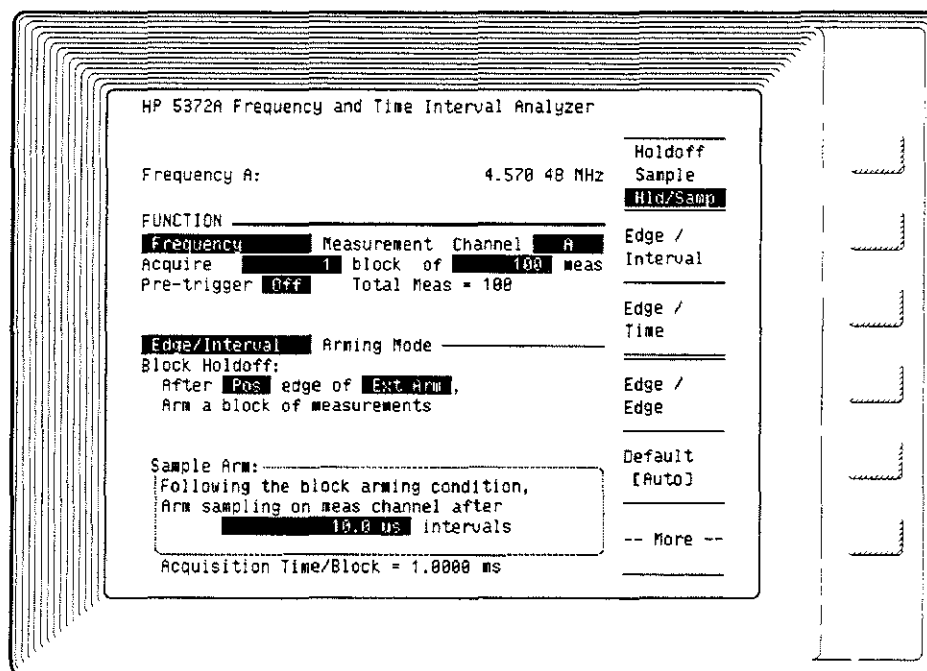 HP 5372A Frequency and Time Interval Analyzer
Frequency A: 4.570 48 MHz
FUNCTION
Frequency Measurement Channel A
Acquire 1 block of 100 meas
Pre-trigger Off Total Meas = 100
Edge/Interval Arming Mode
Block Holdoff:
After Pos edge of Ext Arm,
Arm a block of measurements
Sample Arm:
Following the block arming condition,
Arm sampling on meas channel after
10.0 us intervals
Acquisition Time/Block = 1.0000 ms
Holdoff
Sample
Hld/Samp
Edge /
Interval
Edge /
Time
Edge /
Edge
Default
[Auto]
-- More --